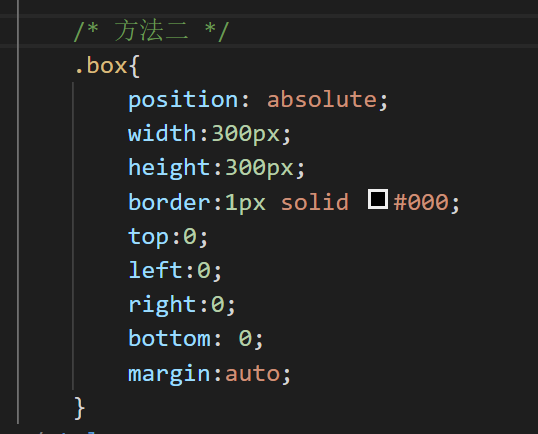 /* 方法二 */
.box{
position: absolute;
width:300px;
height:300px;
border:1px solid #000;
top:0;
left:0;
right:0;
bottom: 0;
margin:auto;
}